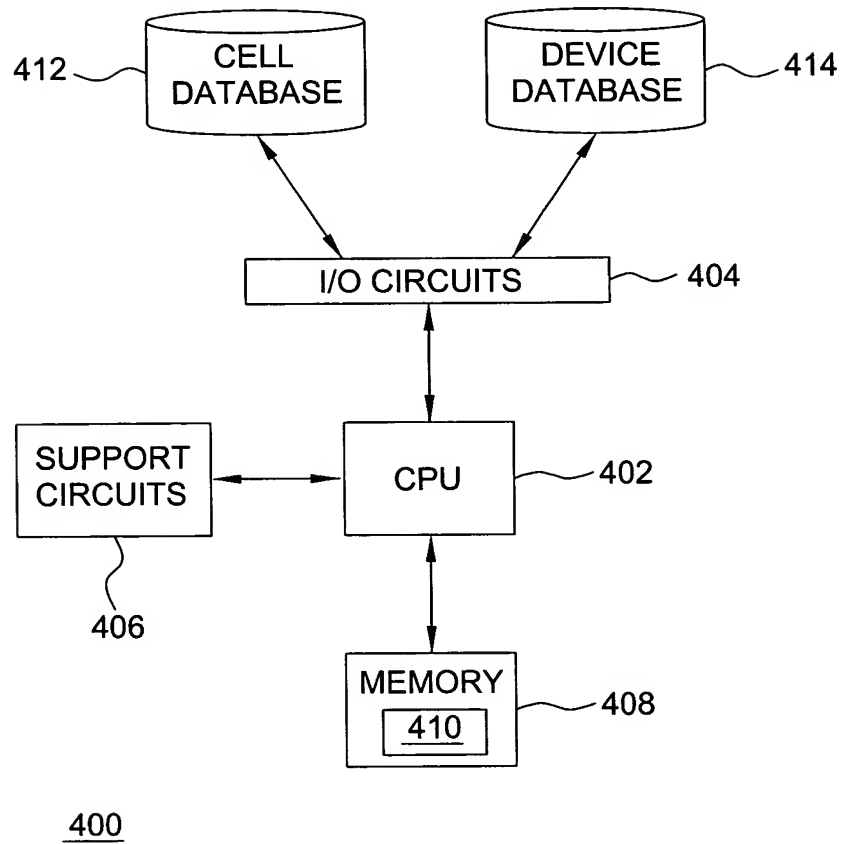 412
CELL
DATABASE
DEVICE
DATABASE
414
I/O CIRCUITS
404
SUPPORT
CIRCUITS
CPU
402
406
MEMORY
410
408
400